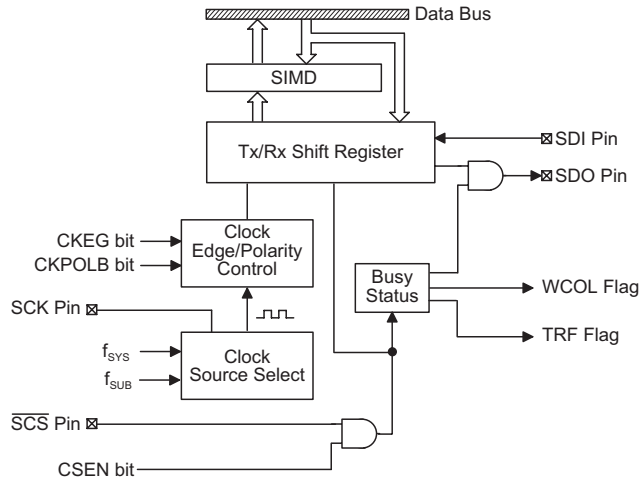 Data Bus
SIMD
Tx/Rx Shift Register
SDI Pin
SDO Pin
CKEG bit
CKPOLB bit
Clock
Edge/Polarity
Control
Busy
Status
WCOL Flag
TRF Flag
SCK Pin
fSYS
fSUB
Clock
Source Select
SCS Pin
CSEN bit